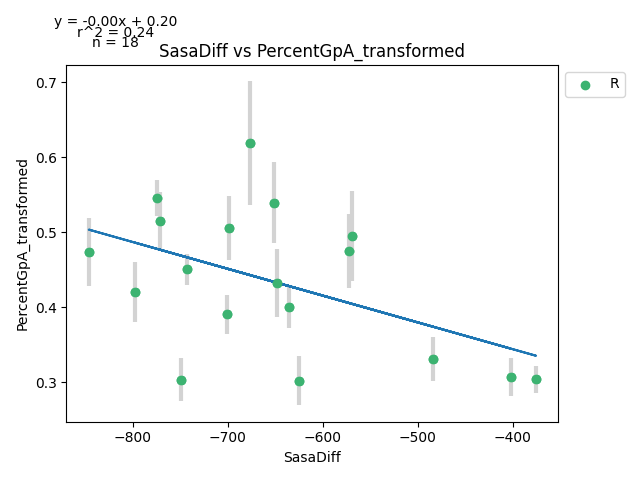 y = -0.00x + 0.20
r^2 = 0.24
n = 18
SasaDiff vs PercentGpA_transformed
R
0.7
0.6
0.5
0.4
0.3
PercentGpA_transformed
−800
−700
−600
−500
−400
SasaDiff